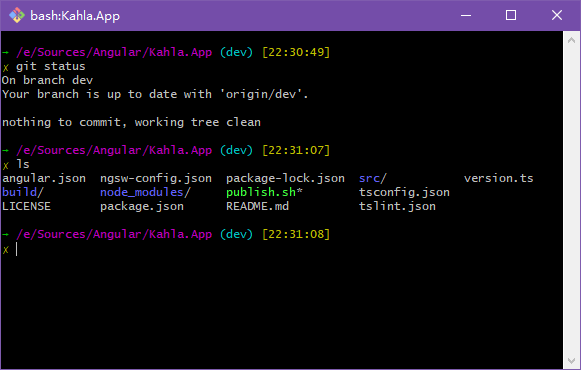 bash:Kahla.App
→ /e/Sources/Angular/Kahla.App (dev) [22:30:49]
✗ git status
On branch dev
Your branch is up to date with 'origin/dev'.
nothing to commit, working tree clean
→ /e/Sources/Angular/Kahla.App (dev) [22:31:07]
✗ ls
angular.json  ngsw-config.json  package-lock.json  src/  version.ts
build/  node_modules/  publish.sh*  tsconfig.json
LICENSE  package.json  README.md  tslint.json
→ /e/Sources/Angular/Kahla.App (dev) [22:31:08]
✗